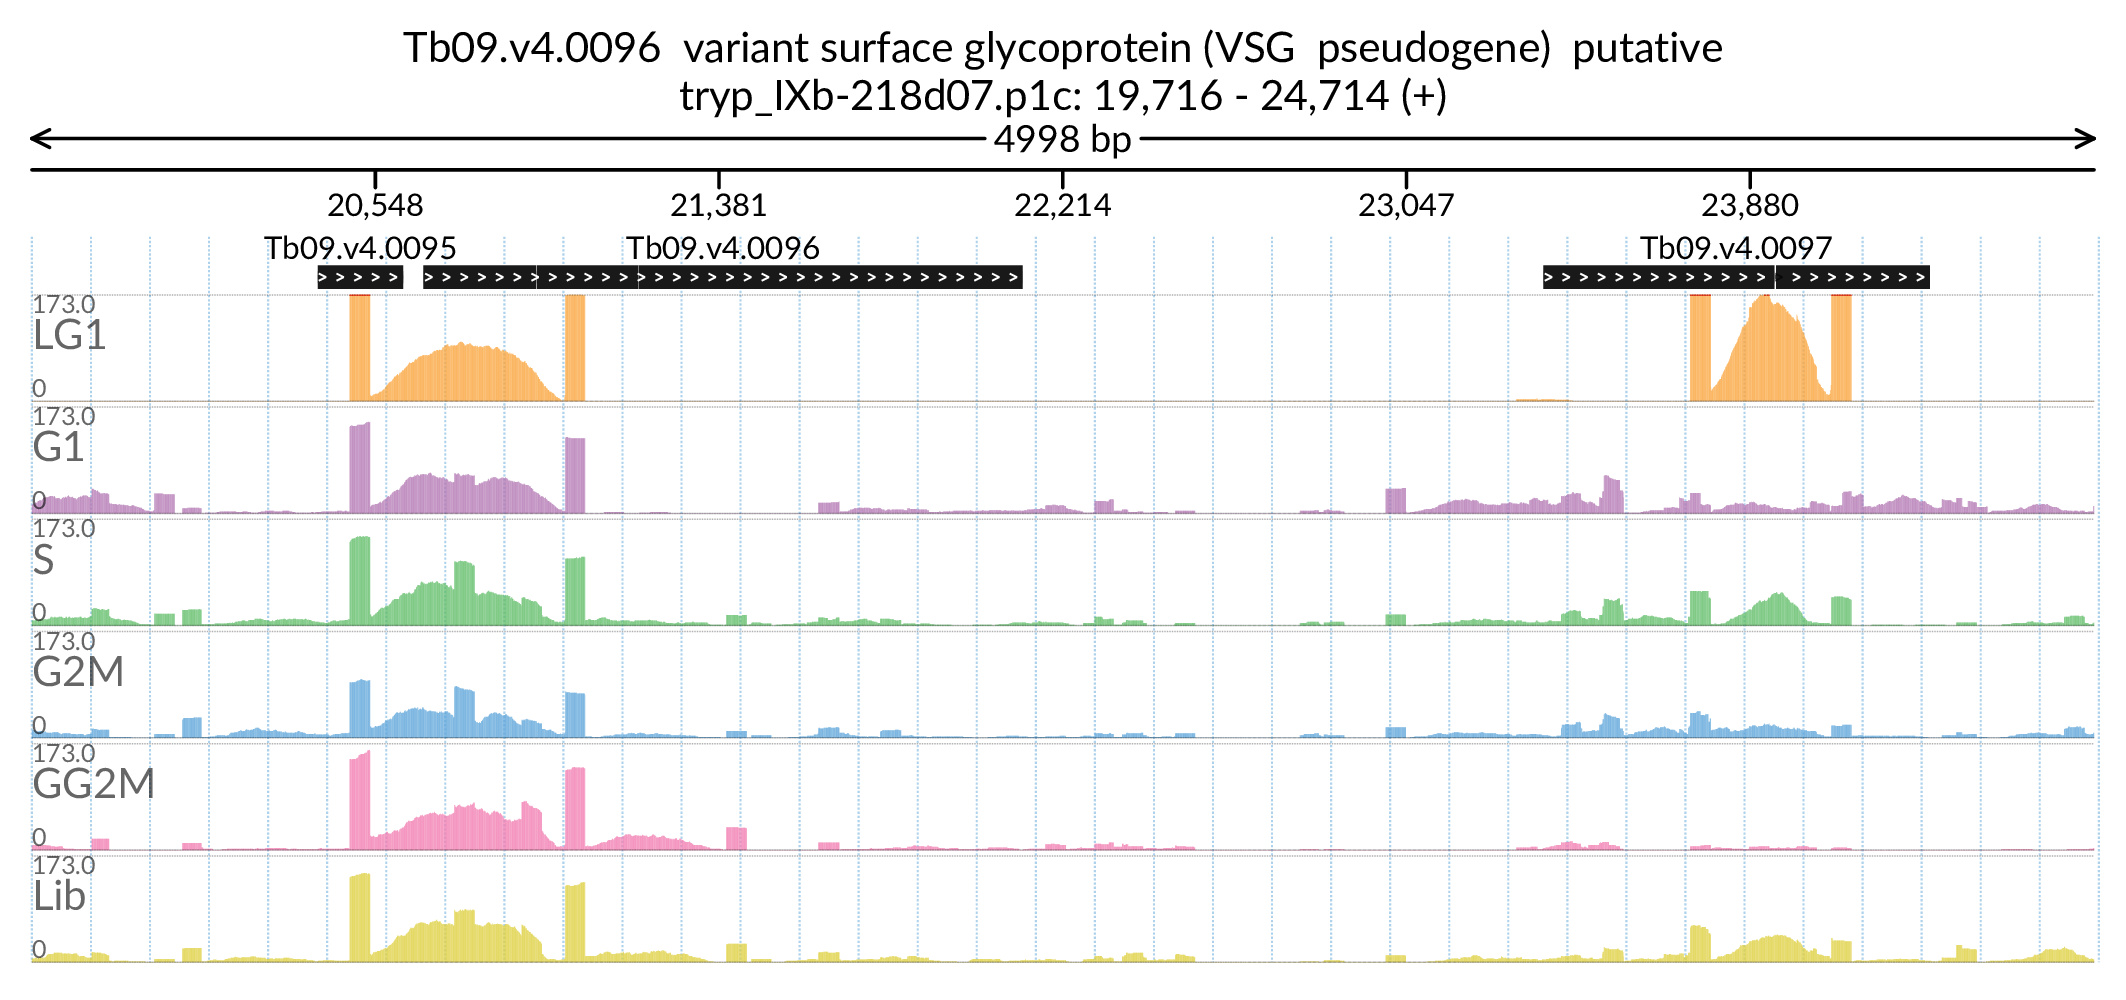 Tb09.v4.0096  variant surface glycoprotein (VSG  pseudogene)  putative
tryp_IXb-218d07.p1c: 19,716 - 24,714 (+)
4998 bp
20,548 21,381 22,214 23,047 23,880
Tb09.v4.0095 Tb09.v4.0096 Tb09.v4.0097
173.0
LG1
0
173.0
G1
0
173.0
S
0
173.0
G2M
0
173.0
GG2M
0
173.0
Lib
0